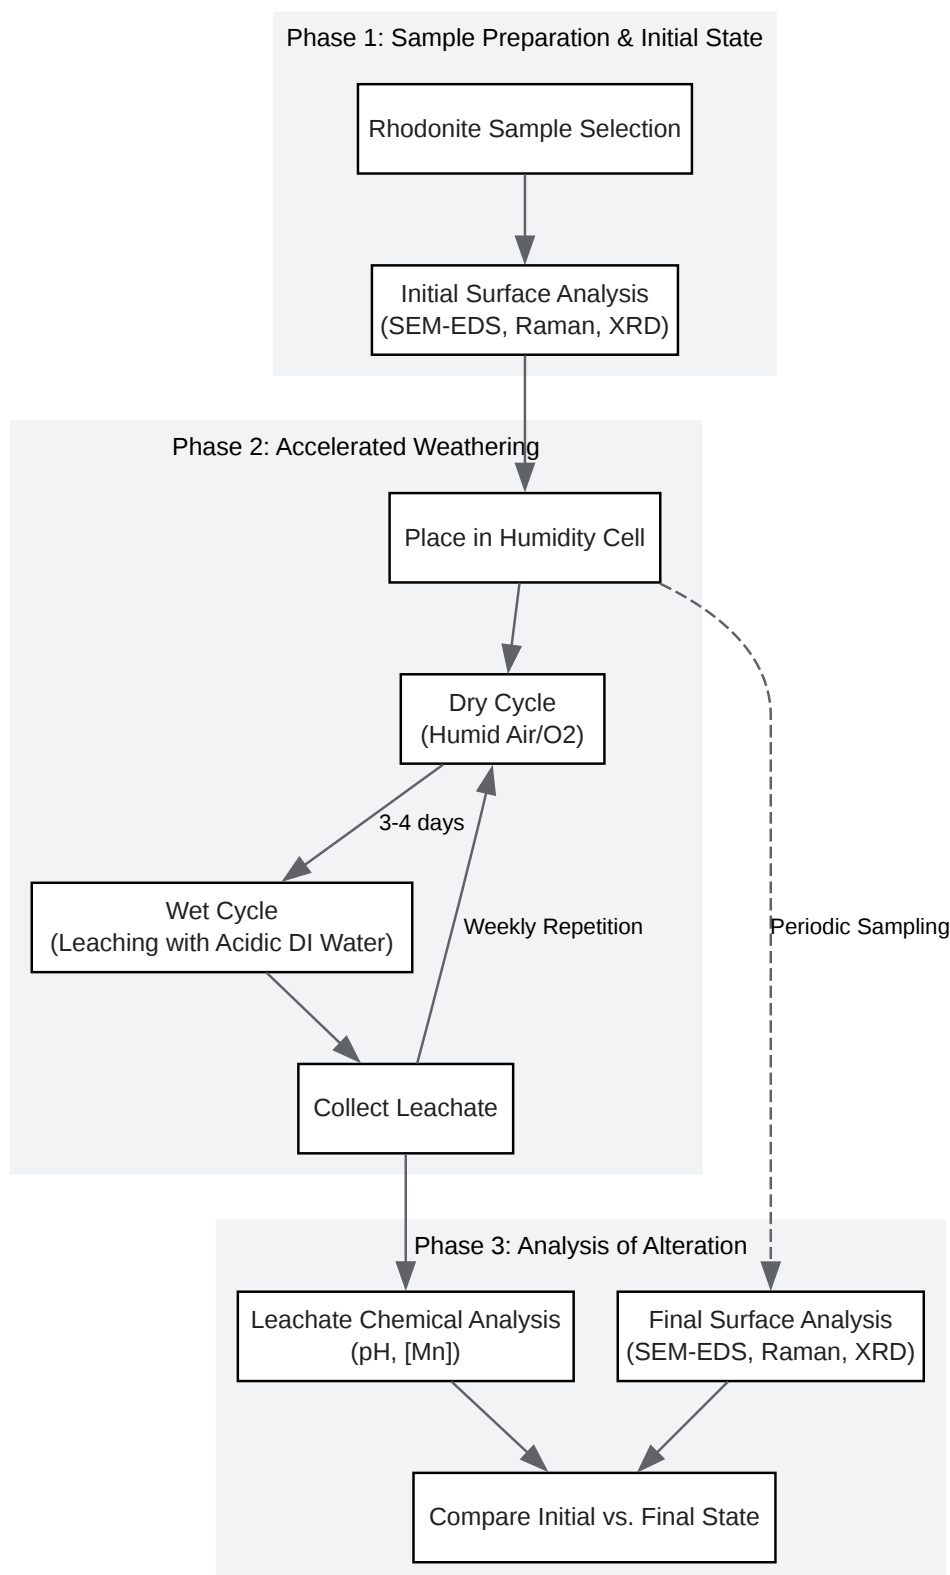 Phase 1: Sample Preparation & Initial State
Rhodonite Sample Selection
Initial Surface Analysis
(SEM-EDS, Raman, XRD)
Phase 2: Accelerated Weathering
Place in Humidity Cell
Dry Cycle
(Humid Air/O2)
3-4 days
Wet Cycle
(Leaching with Acidic DI Water)
Weekly Repetition
Periodic Sampling
Collect Leachate
Phase 3: Analysis of Alteration
Leachate Chemical Analysis
(pH, [Mn])
Final Surface Analysis
(SEM-EDS, Raman, XRD)
Compare Initial vs. Final State